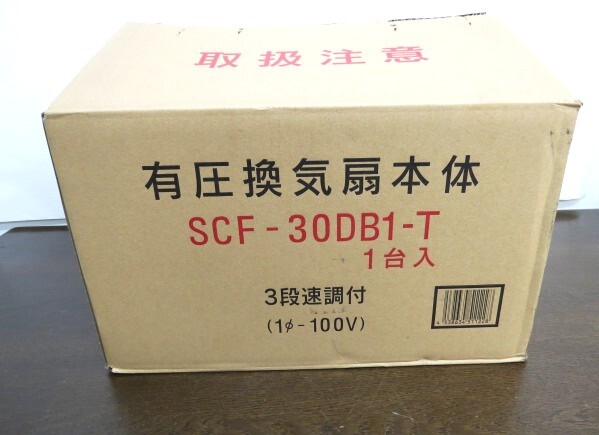 取扱注意
有圧換気扇本体
SCF-30DB1-T
1台入
3段速調付
(1φ-100V)